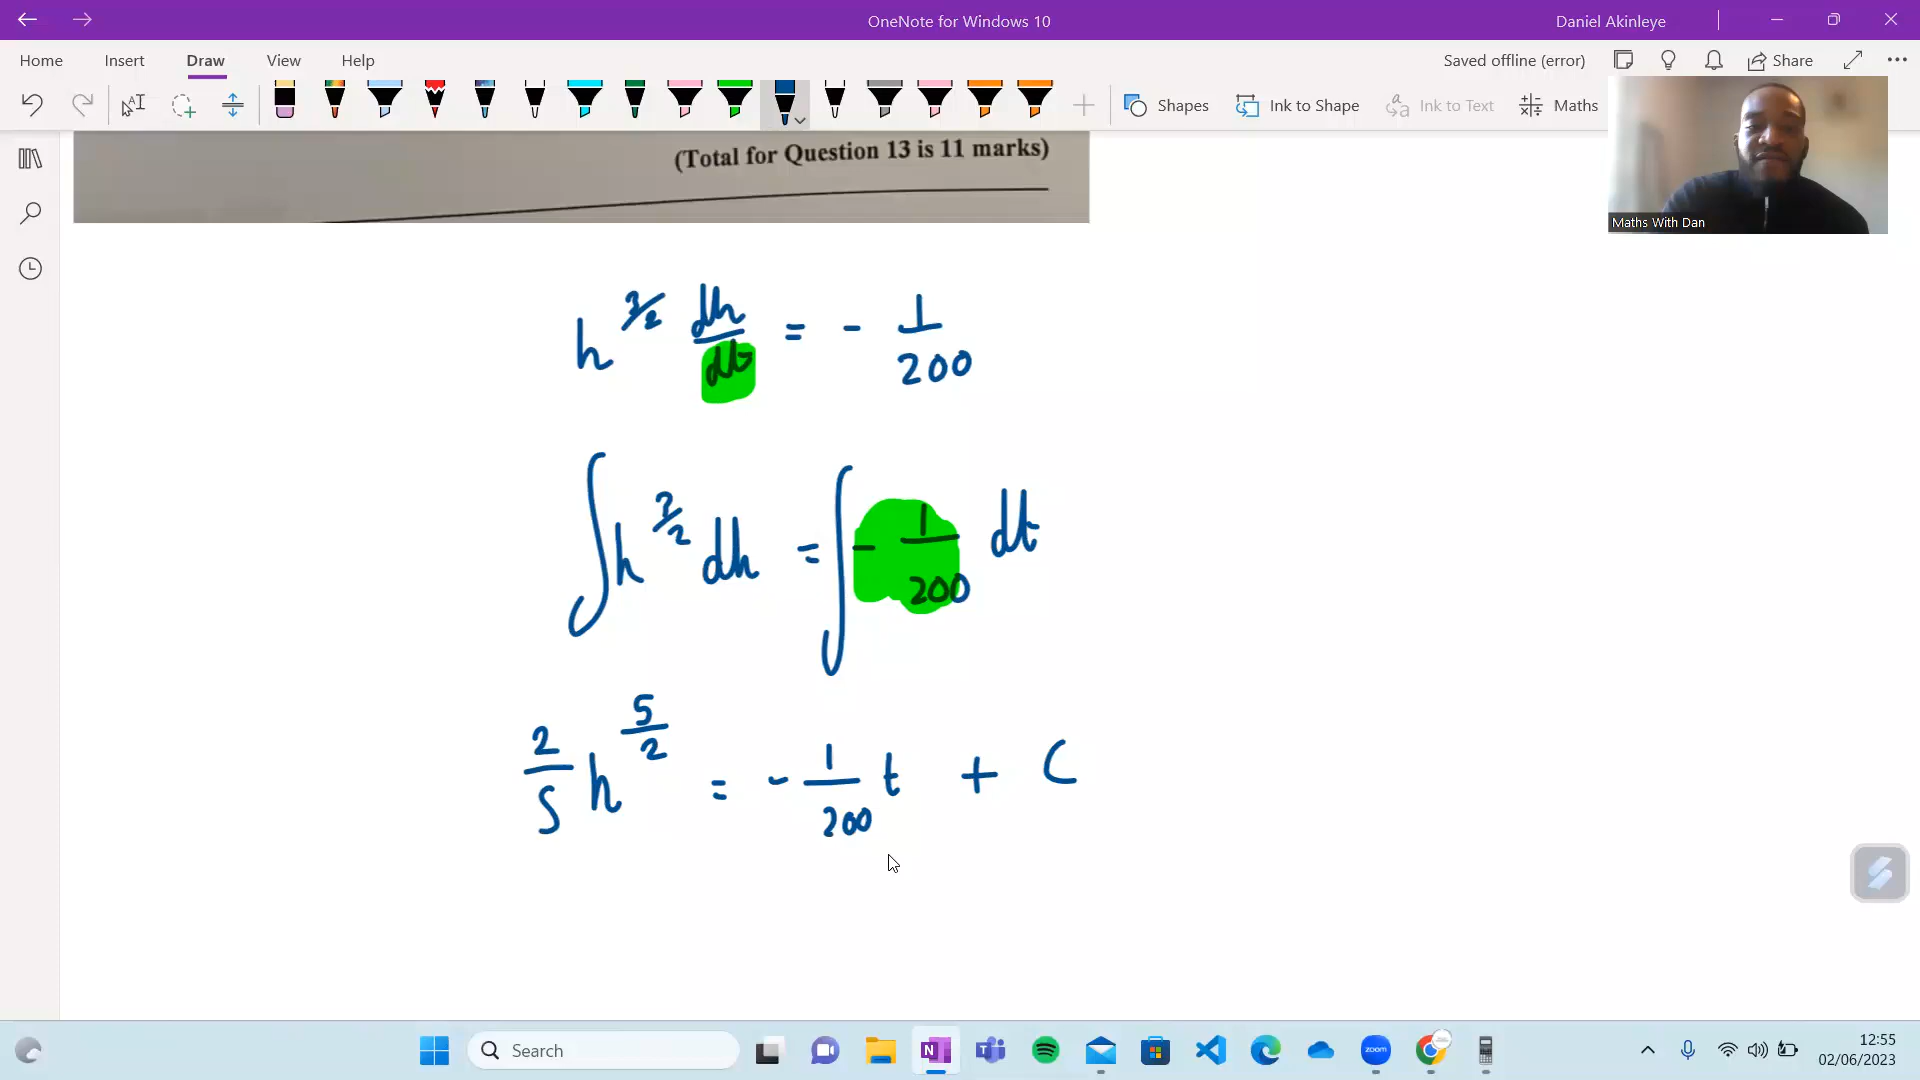 OneNote for Windows 10
Daniel Akinleye
Home Insert Draw View Help
Saved offline (error)
Share
Shapes
Ink to Shape
Ink to Text
Maths
Maths With Dan
(Total for Question 13 is 11 marks)
h^{3/2} dh/dt = - 1/200
∫ h^{3/2} dh = ∫ - 1/200 dt
2/5 h^{5/2} = - 1/200 t + C
Search
zoom
12:55
02/06/2023